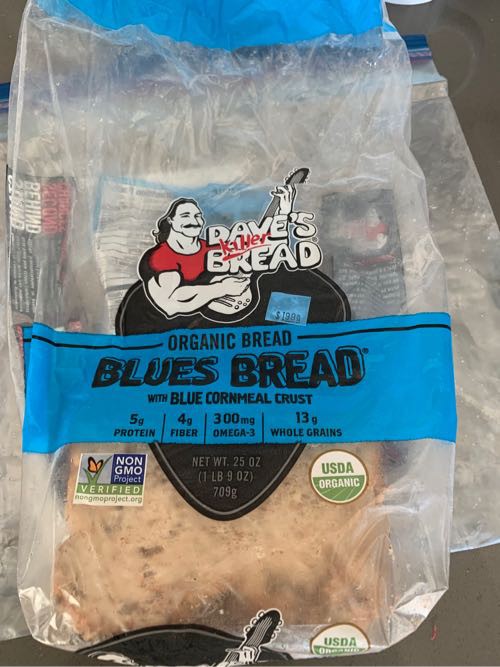 DAVE'S
Killer
BREAD
$1989
ORGANIC BREAD
BLUES BREAD®
WITH BLUE CORNMEAL CRUST
5g PROTEIN
4g FIBER
300mg OMEGA-3
13g WHOLE GRAINS
NET WT. 25 OZ
(1 LB 9 OZ)
709g
NON
GMO
Project
VERIFIED
nongmoproject.org
USDA
ORGANIC
USDA
ORGANIC